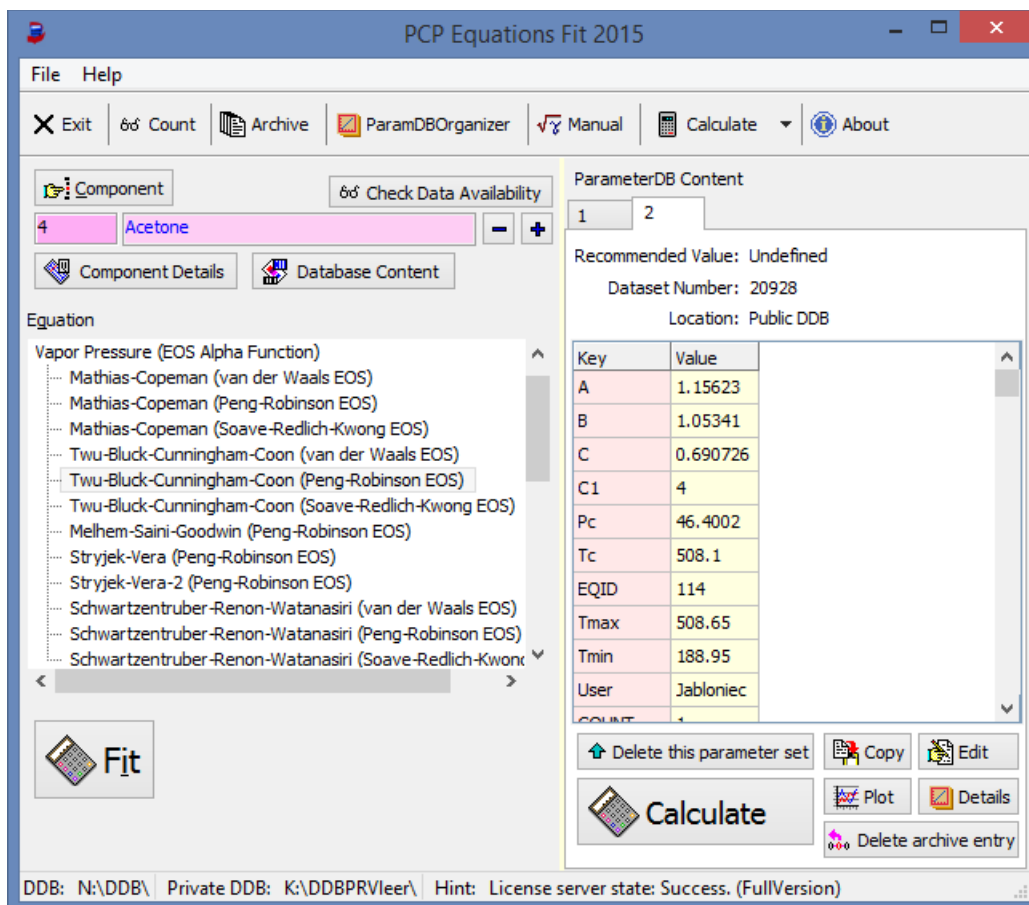 PCP Equations Fit 2015
File Help
Exit Count Archive ParamDBOrganizer Manual Calculate About
Component
Check Data Availability
4 Acetone
Component Details Database Content
Equation
Vapor Pressure (EOS Alpha Function)
Mathias-Copeman (van der Waals EOS)
Mathias-Copeman (Peng-Robinson EOS)
Mathias-Copeman (Soave-Redlich-Kwong EOS)
Twu-Bluck-Cunningham-Coon (van der Waals EOS)
Twu-Bluck-Cunningham-Coon (Peng-Robinson EOS)
Twu-Bluck-Cunningham-Coon (Soave-Redlich-Kwong EOS)
Melhem-Saini-Goodwin (Peng-Robinson EOS)
Stryjek-Vera (Peng-Robinson EOS)
Stryjek-Vera-2 (Peng-Robinson EOS)
Schwartzentruber-Renon-Watanasiri (van der Waals EOS)
Schwartzentruber-Renon-Watanasiri (Peng-Robinson EOS)
Schwartzentruber-Renon-Watanasiri (Soave-Redlich-Kwong
Fit
ParameterDB Content
1 2
Recommended Value: Undefined
Dataset Number: 20928
Location: Public DDB
Key Value
A 1.15623
B 1.05341
C 0.690726
C1 4
Pc 46.4002
Tc 508.1
EQID 114
Tmax 508.65
Tmin 188.95
User Jabloniec
COUNT 1
Delete this parameter set Copy Edit
Calculate
Plot Details
Delete archive entry
DDB: N:\DDB\ Private DDB: K:\DDBPRVleer\ Hint: License server state: Success. (FullVersion)